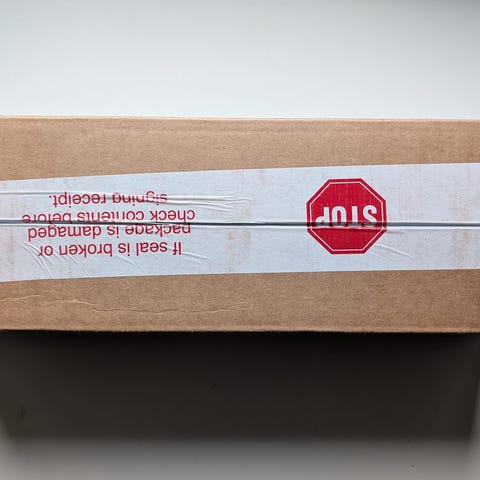 STOP
If seal is broken or
package is damaged
check contents before
signing receipt.